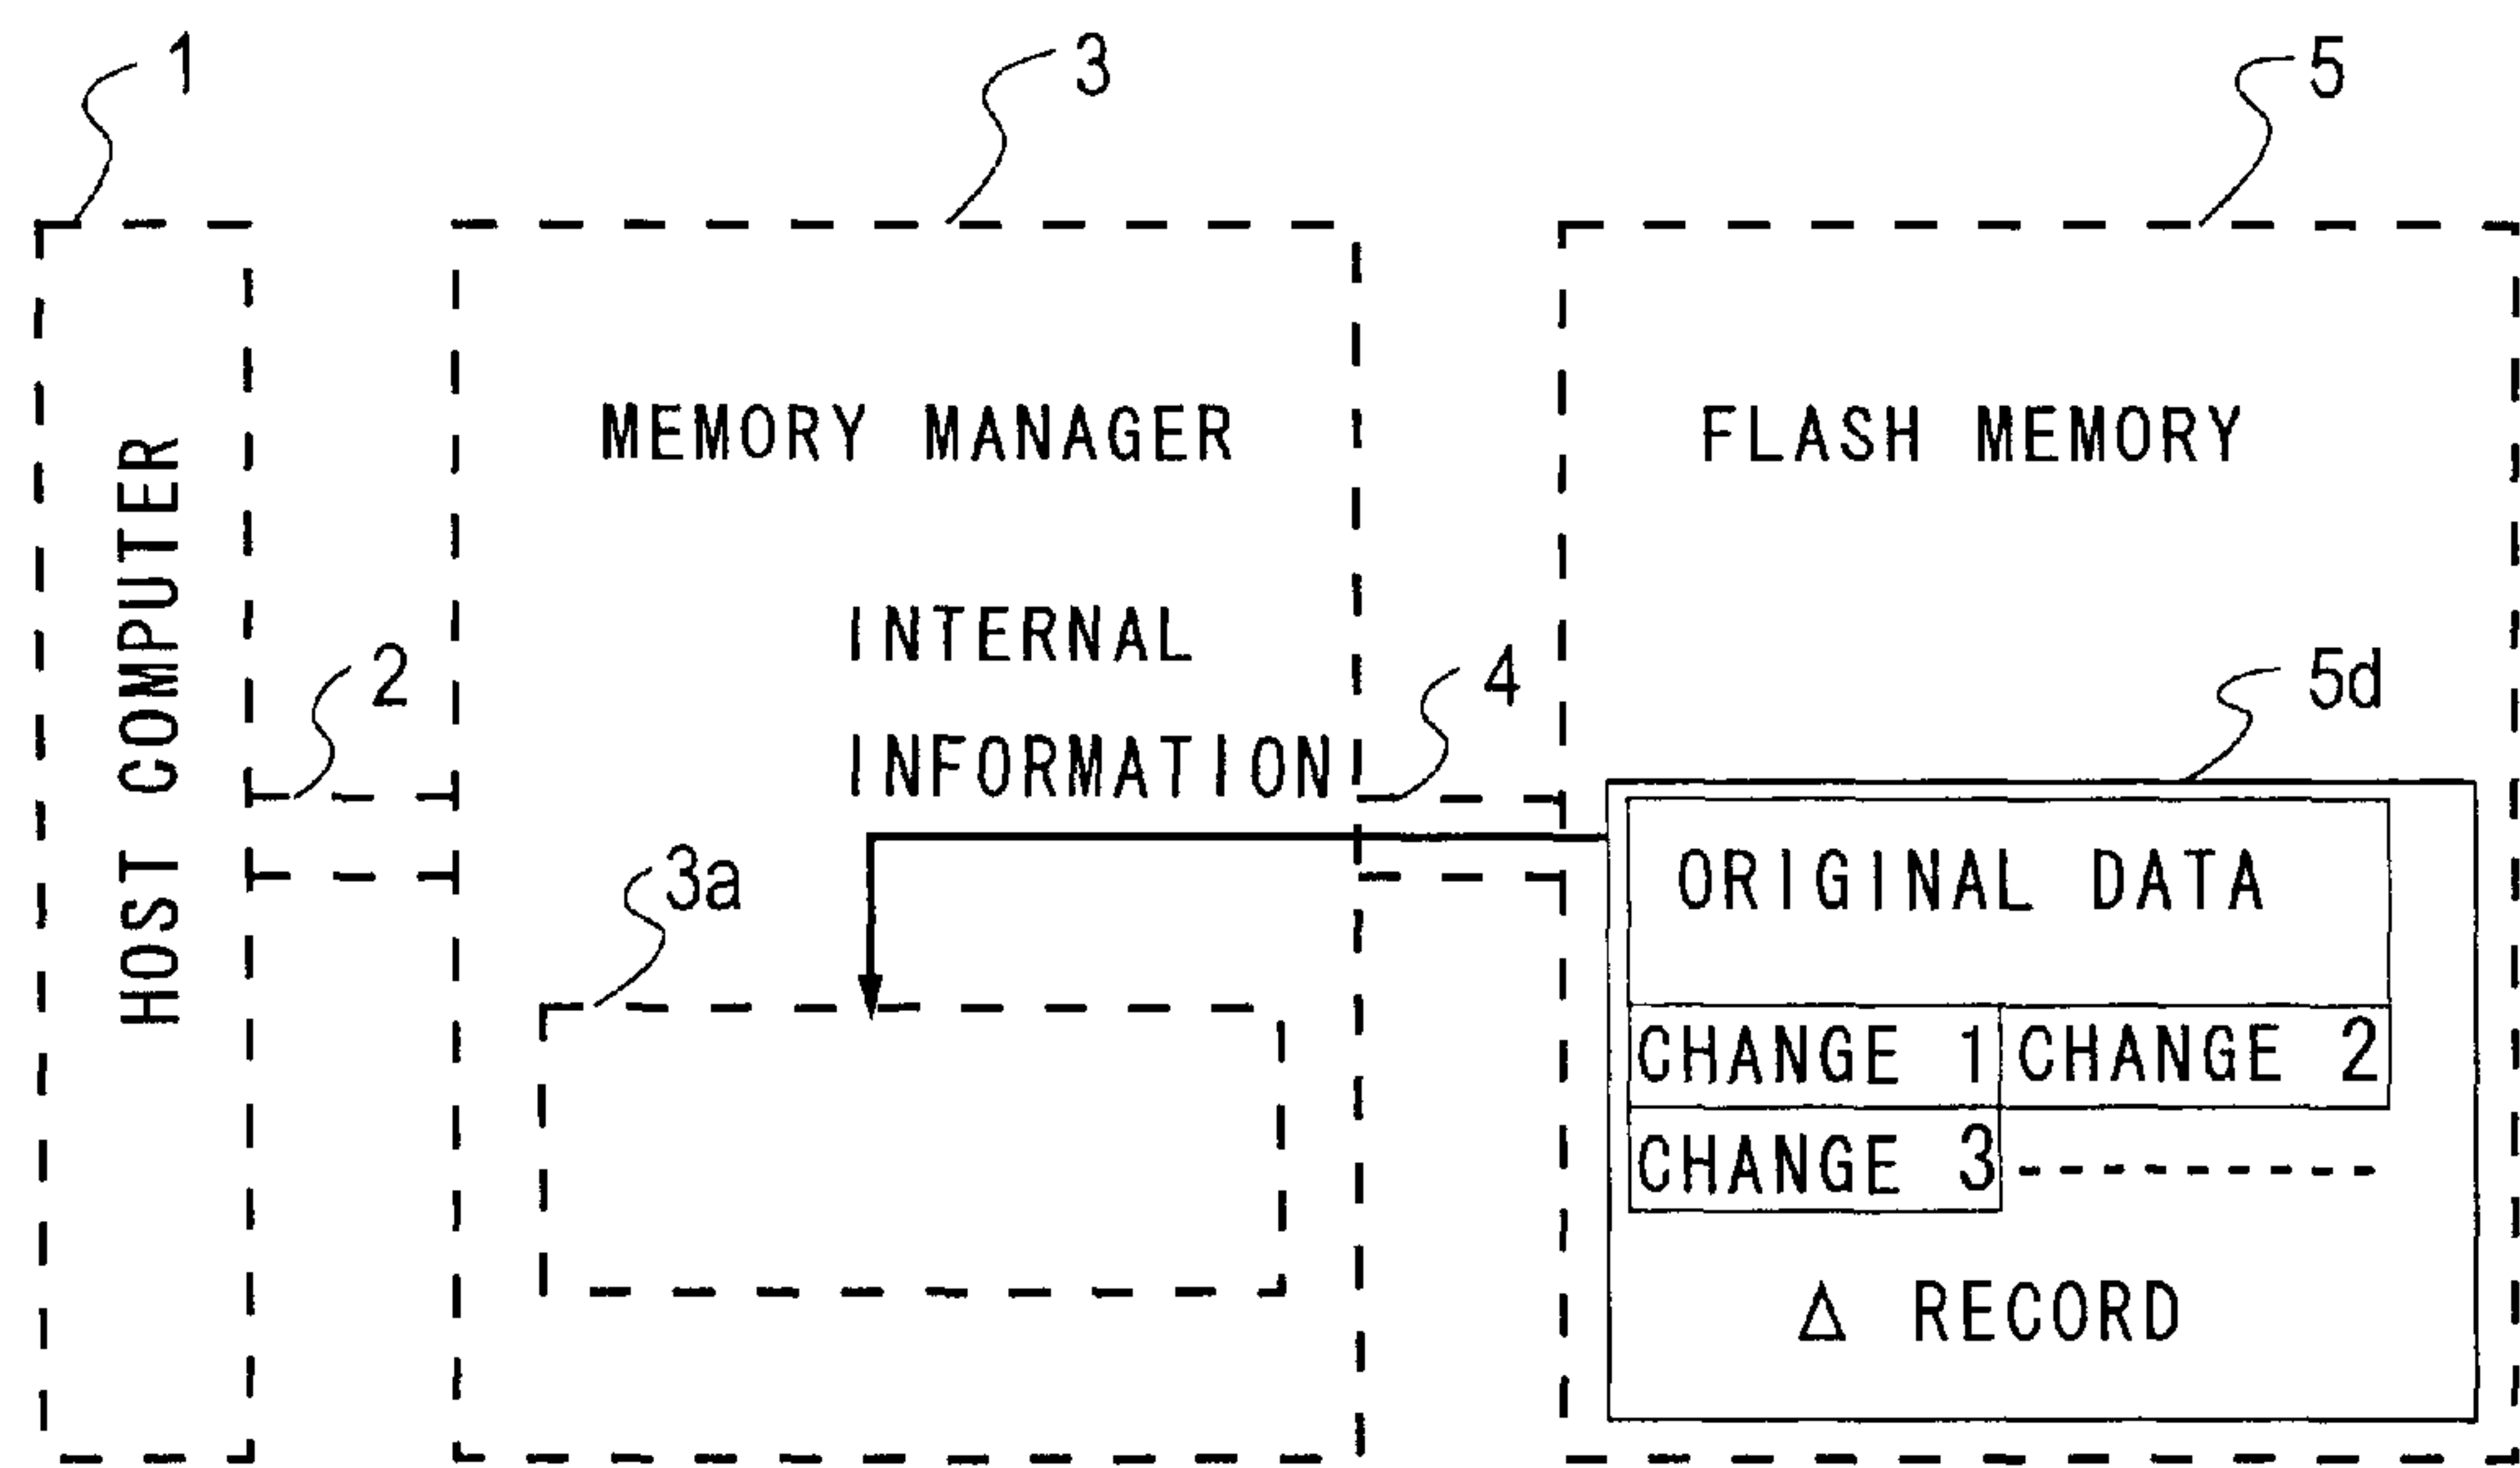 1
3
5
HOST COMPUTER
MEMORY MANAGER
FLASH MEMORY
INTERNAL
INFORMATION
2
4
5d
3a
ORIGINAL DATA
CHANGE 1
CHANGE 2
CHANGE 3
Δ RECORD